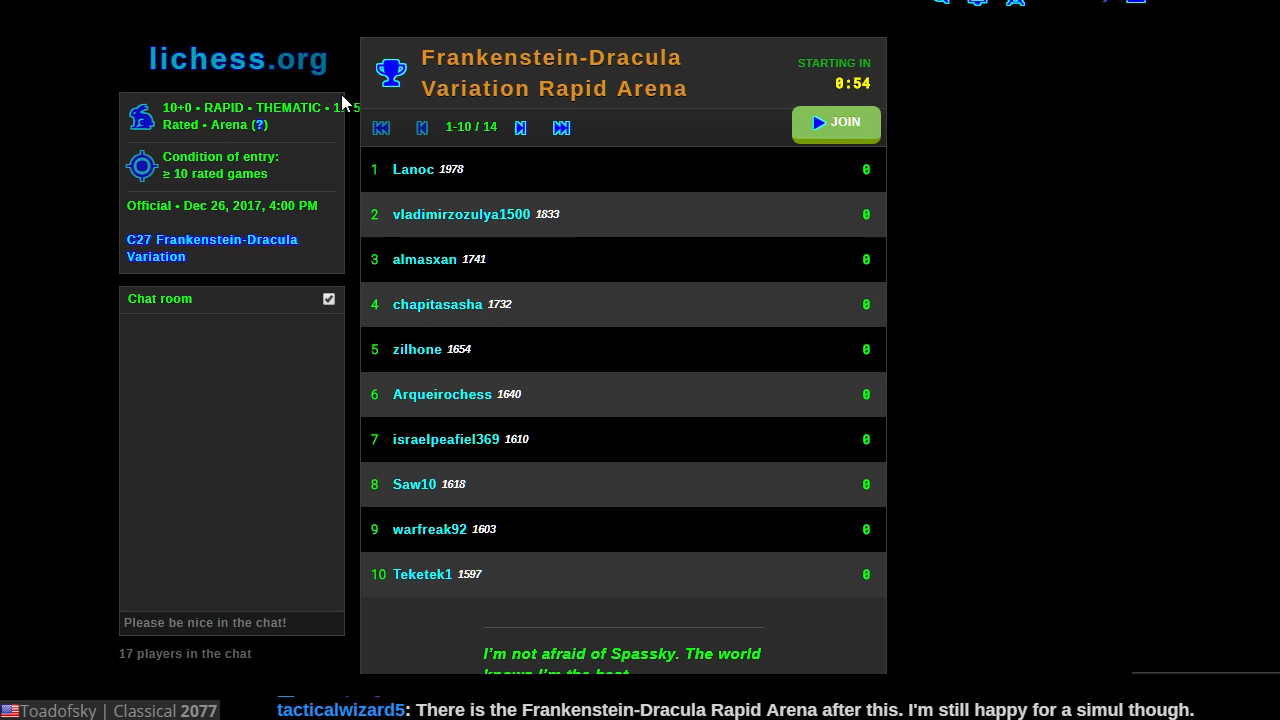 lichess.org
10+0 • RAPID • THEMATIC •
Rated • Arena (?)
Condition of entry:
≥ 10 rated games
Official • Dec 26, 2017, 4:00 PM
C27 Frankenstein-Dracula
Variation
Chat room
Please be nice in the chat!
17 players in the chat
Frankenstein-Dracula
Variation Rapid Arena
STARTING IN
0:54
1-10 / 14
JOIN
1 Lanoc 1978 0
2 vladimirzozulya1500 1833 0
3 almasxan 1741 0
4 chapitasasha 1732 0
5 zilhone 1654 0
6 Arqueirochess 1640 0
7 israelpeafiel369 1610 0
8 Saw10 1618 0
9 warfreak92 1603 0
10 Teketek1 1597 0
I'm not afraid of Spassky. The world
knows I'm the best.
Toadofsky | Classical 2077
tacticalwizard5: There is the Frankenstein-Dracula Rapid Arena after this. I'm still happy for a simul though.